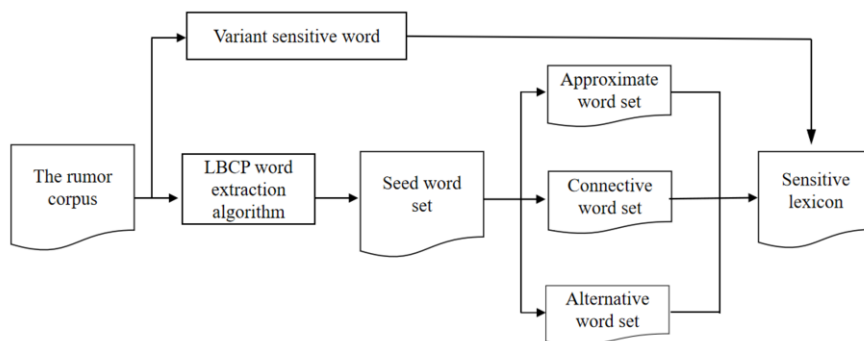 Variant sensitive word
Approximate
word set
The rumor
corpus
LBCP word
extraction
algorithm
Seed word
set
Connective
word set
Sensitive
lexicon
Alternative
word set